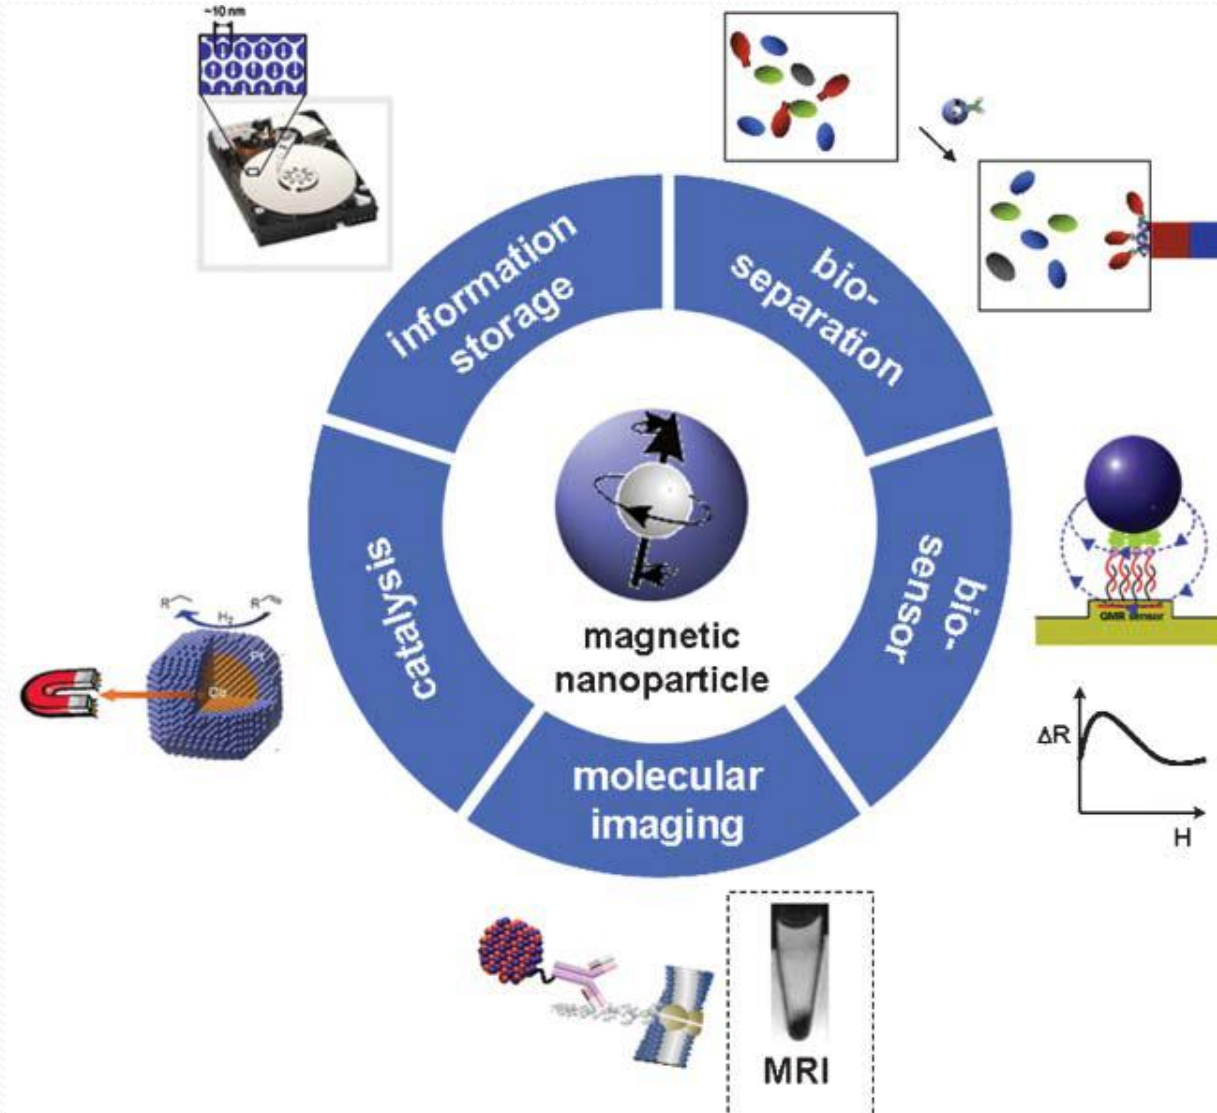 ~10 nm
information
storage
bio-
separation
bio-
sensor
GMR sensor
ΔR
H
molecular
imaging
MRI
catalysis
R
H₂
R
Pt
Co
magnetic
nanoparticle